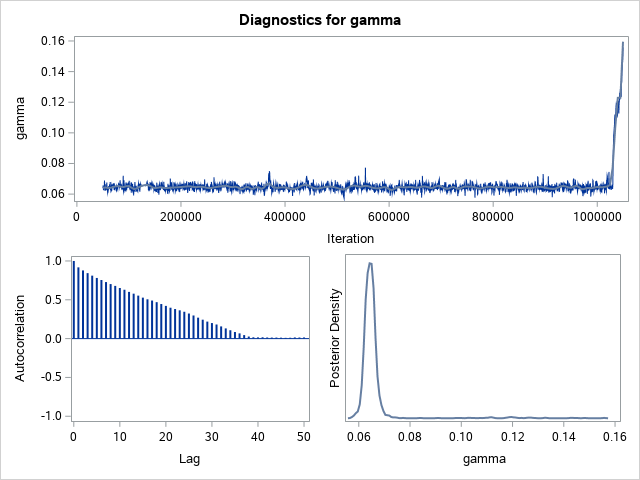 Diagnostics for gamma
0.16
0.14
0.12
0.10
0.08
0.06
gamma
0 200000 400000 600000 800000 1000000
Iteration
1.0
0.5
0.0
-0.5
-1.0
Autocorrelation
0 10 20 30 40 50
Lag
Posterior Density
0.06 0.08 0.10 0.12 0.14 0.16
gamma